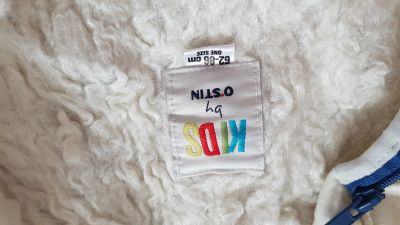 KIDS
by
O'STIN
62-86 cm
ONE SIZE